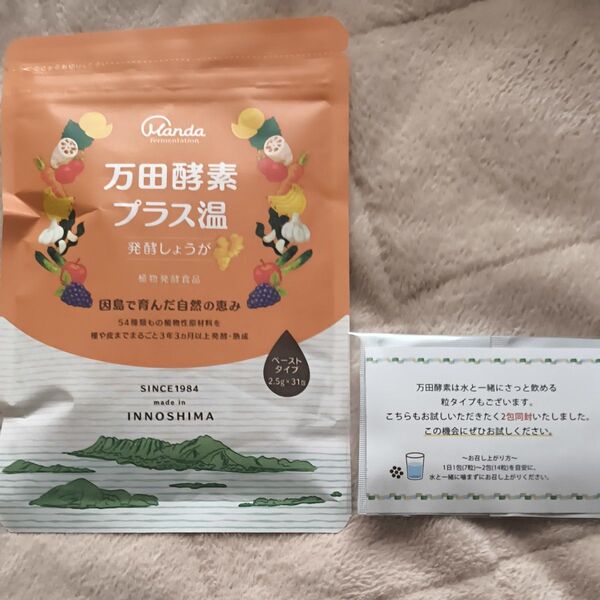 Manda
fermentation
万田酵素
プラス温
発酵しょうが
植物発酵食品
因島で育んだ自然の恵み
54種類もの植物性原材料を
種や皮までまるごと3年3ヵ月以上発酵・熟成
ペースト
タイプ
2.5g×31包
SINCE1984
made in
INNOSHIMA
万田酵素は水と一緒にさっと飲める
粒タイプもございます。
こちらもお試しいただきたく2包同封いたしました。
この機会にぜひお試しください。
～お召し上がり方～
1日1包(7粒)～2包(14粒)を目安に、
水と一緒に噛まずにお召し上がりください。